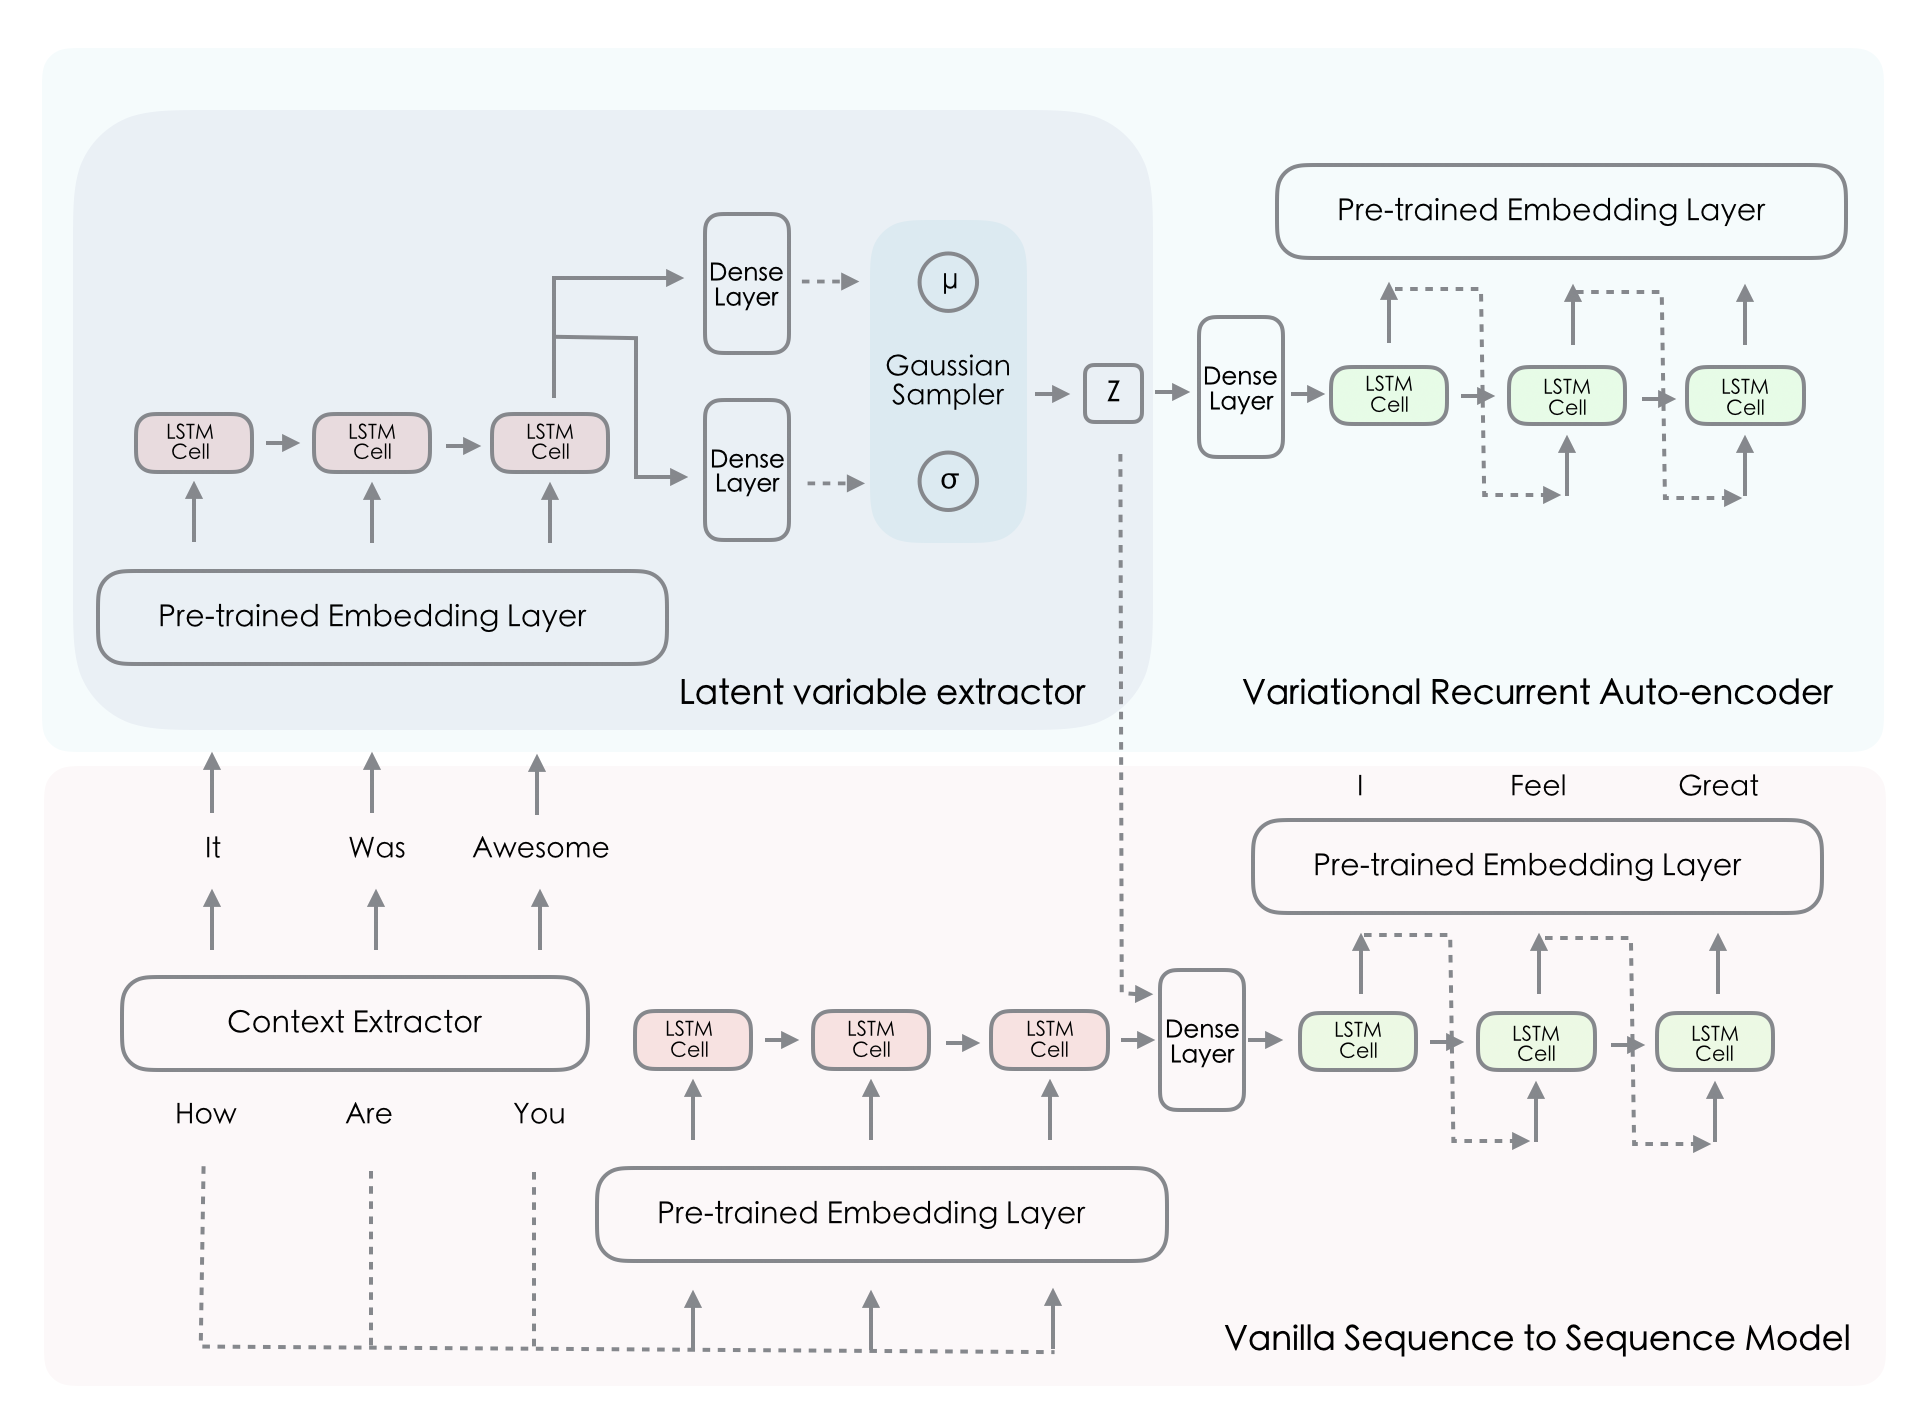 Pre-trained Embedding Layer
Dense
Layer
μ
Gaussian
Sampler
Z
Dense
Layer
LSTM
Cell
LSTM
Cell
LSTM
Cell
LSTM
Cell
LSTM
Cell
LSTM
Cell
Dense
Layer
σ
Pre-trained Embedding Layer
Latent variable extractor
Variational Recurrent Auto-encoder
I Feel Great
It Was Awesome
Pre-trained Embedding Layer
Context Extractor
LSTM
Cell
LSTM
Cell
LSTM
Cell
Dense
Layer
LSTM
Cell
LSTM
Cell
LSTM
Cell
How Are You
Pre-trained Embedding Layer
Vanilla Sequence to Sequence Model